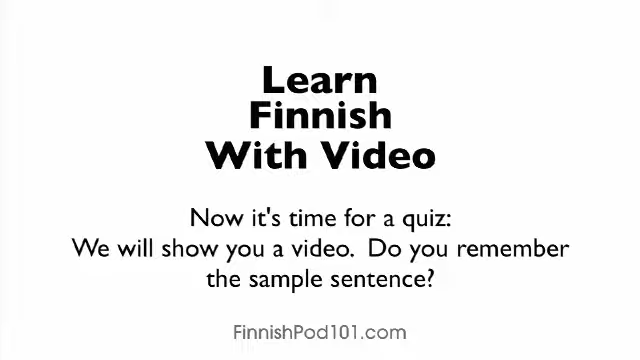 Learn
Finnish
With Video
Now it's time for a quiz:
We will show you a video.  Do you remember
the sample sentence?
FinnishPod101.com